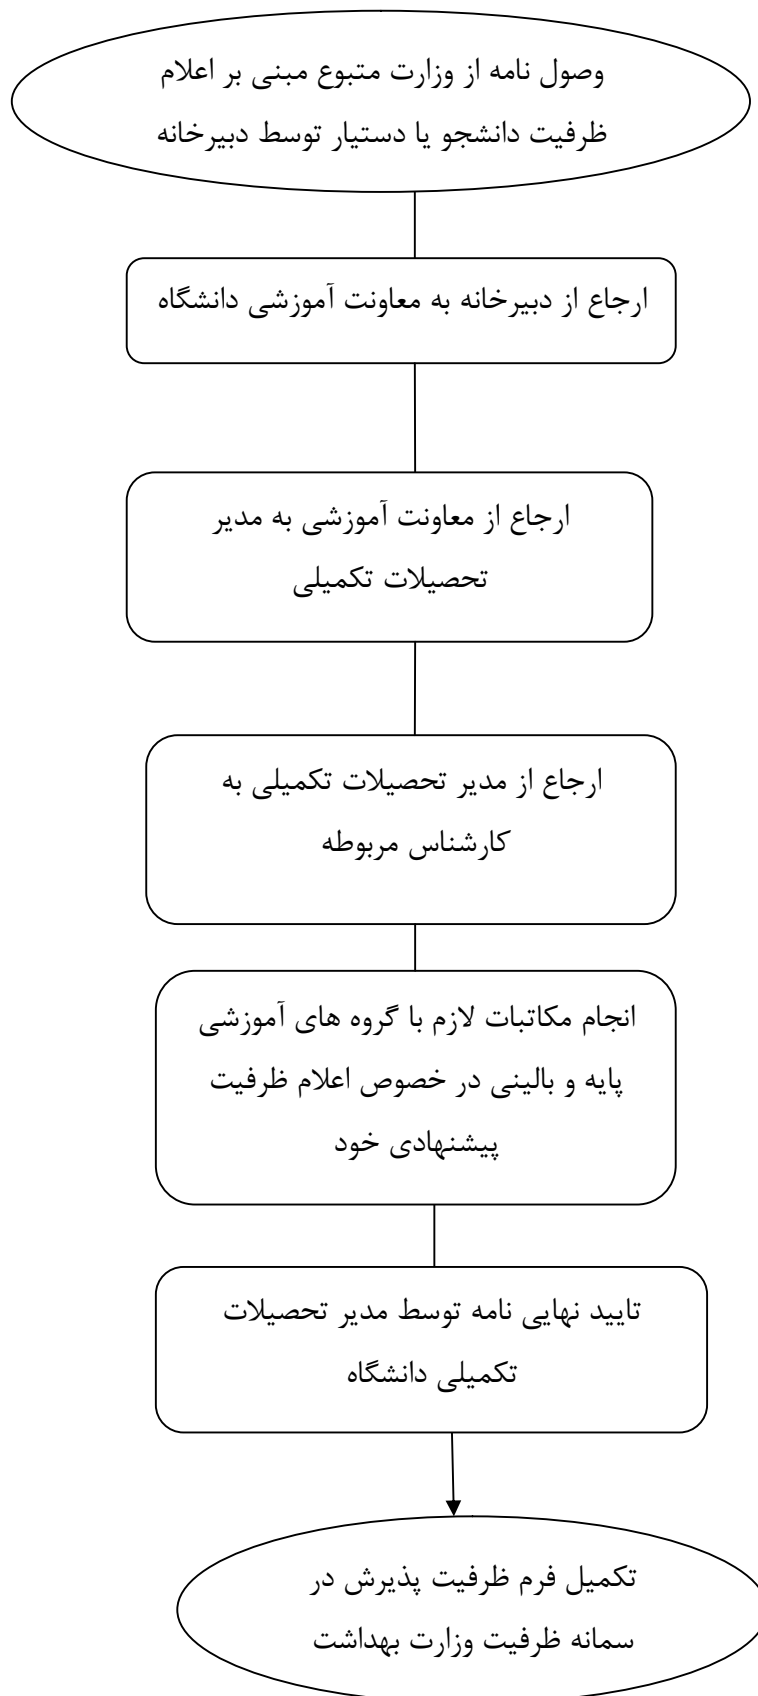 وصول نامه از وزارت متبوع مبنی بر اعلام
ظرفیت دانشجو یا دستیار توسط دبیرخانه
ارجاع از دبیرخانه به معاونت آموزشی دانشگاه
ارجاع از معاونت آموزشی به مدیر
تحصیلات تکمیلی
ارجاع از مدیر تحصیلات تکمیلی به
کارشناس مربوطه
انجام مکاتبات لازم با گروه های آموزشی
پایه و بالینی در خصوص اعلام ظرفیت
پیشنهادی خود
تایید نهایی نامه توسط مدیر تحصیلات
تکمیلی دانشگاه
تکمیل فرم ظرفیت پذیرش در
سمانه ظرفیت وزارت بهداشت